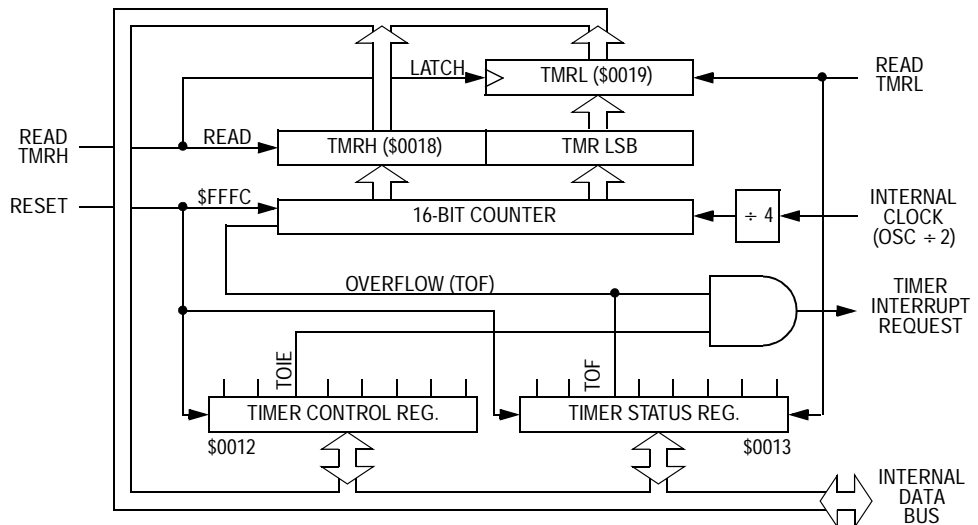 LATCH
TMRL ($0019)
READ
TMRL
READ
TMRH
READ
TMRH ($0018)
TMR LSB
RESET
$FFFC
16-BIT COUNTER
÷ 4
INTERNAL
CLOCK
(OSC ÷ 2)
OVERFLOW (TOF)
TIMER
INTERRUPT
REQUEST
TOIE
TOF
TIMER CONTROL REG.
TIMER STATUS REG.
$0012
$0013
INTERNAL
DATA
BUS